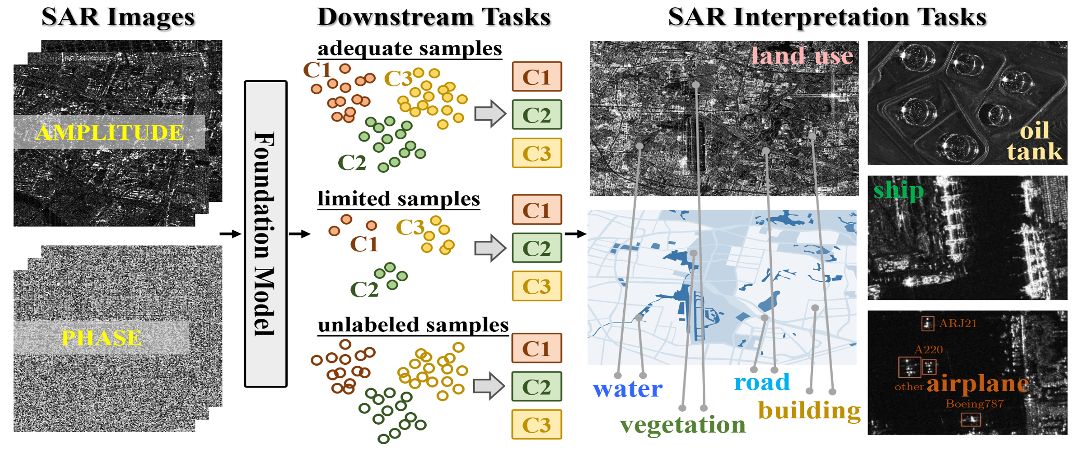 SAR Images
AMPLITUDE
PHASE
Foundation Model
Downstream Tasks
adequate samples
C1
C3
C2
C1
C2
C3
limited samples
C1
C3
C2
C1
C2
C3
unlabeled samples
C1
C2
C3
SAR Interpretation Tasks
land use
water
vegetation
road
building
oil
tank
ship
ARJ21
A220
other
airplane
Boeing787